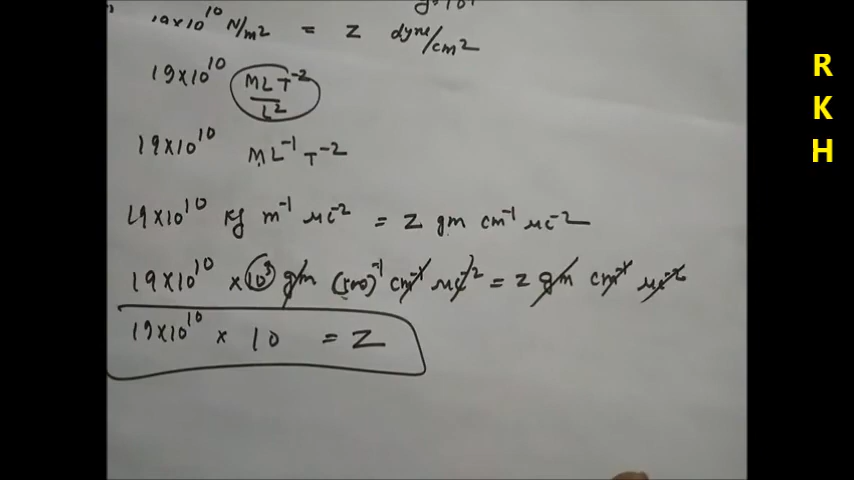 19x10^10 N/m2 = Z dyne/cm2
19x10^10 MLT^-2/L^2
19x10^10 ML^-1 T^-2
19x10^10 kg m^-1 sec^-2 = Z gm cm^-1 sec^-2
19x10^10 x 10^3 gm (100)^-1 cm^-1 sec^-2 = Z gm cm^-1 sec^-2
19x10^10 x 10 = Z
R
K
H